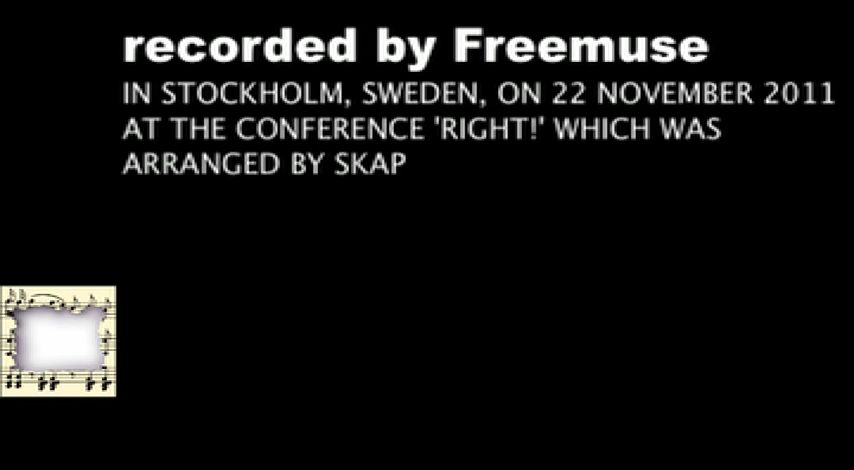 recorded by Freemuse
IN STOCKHOLM, SWEDEN, ON 22 NOVEMBER 2011
AT THE CONFERENCE 'RIGHT!' WHICH WAS
ARRANGED BY SKAP